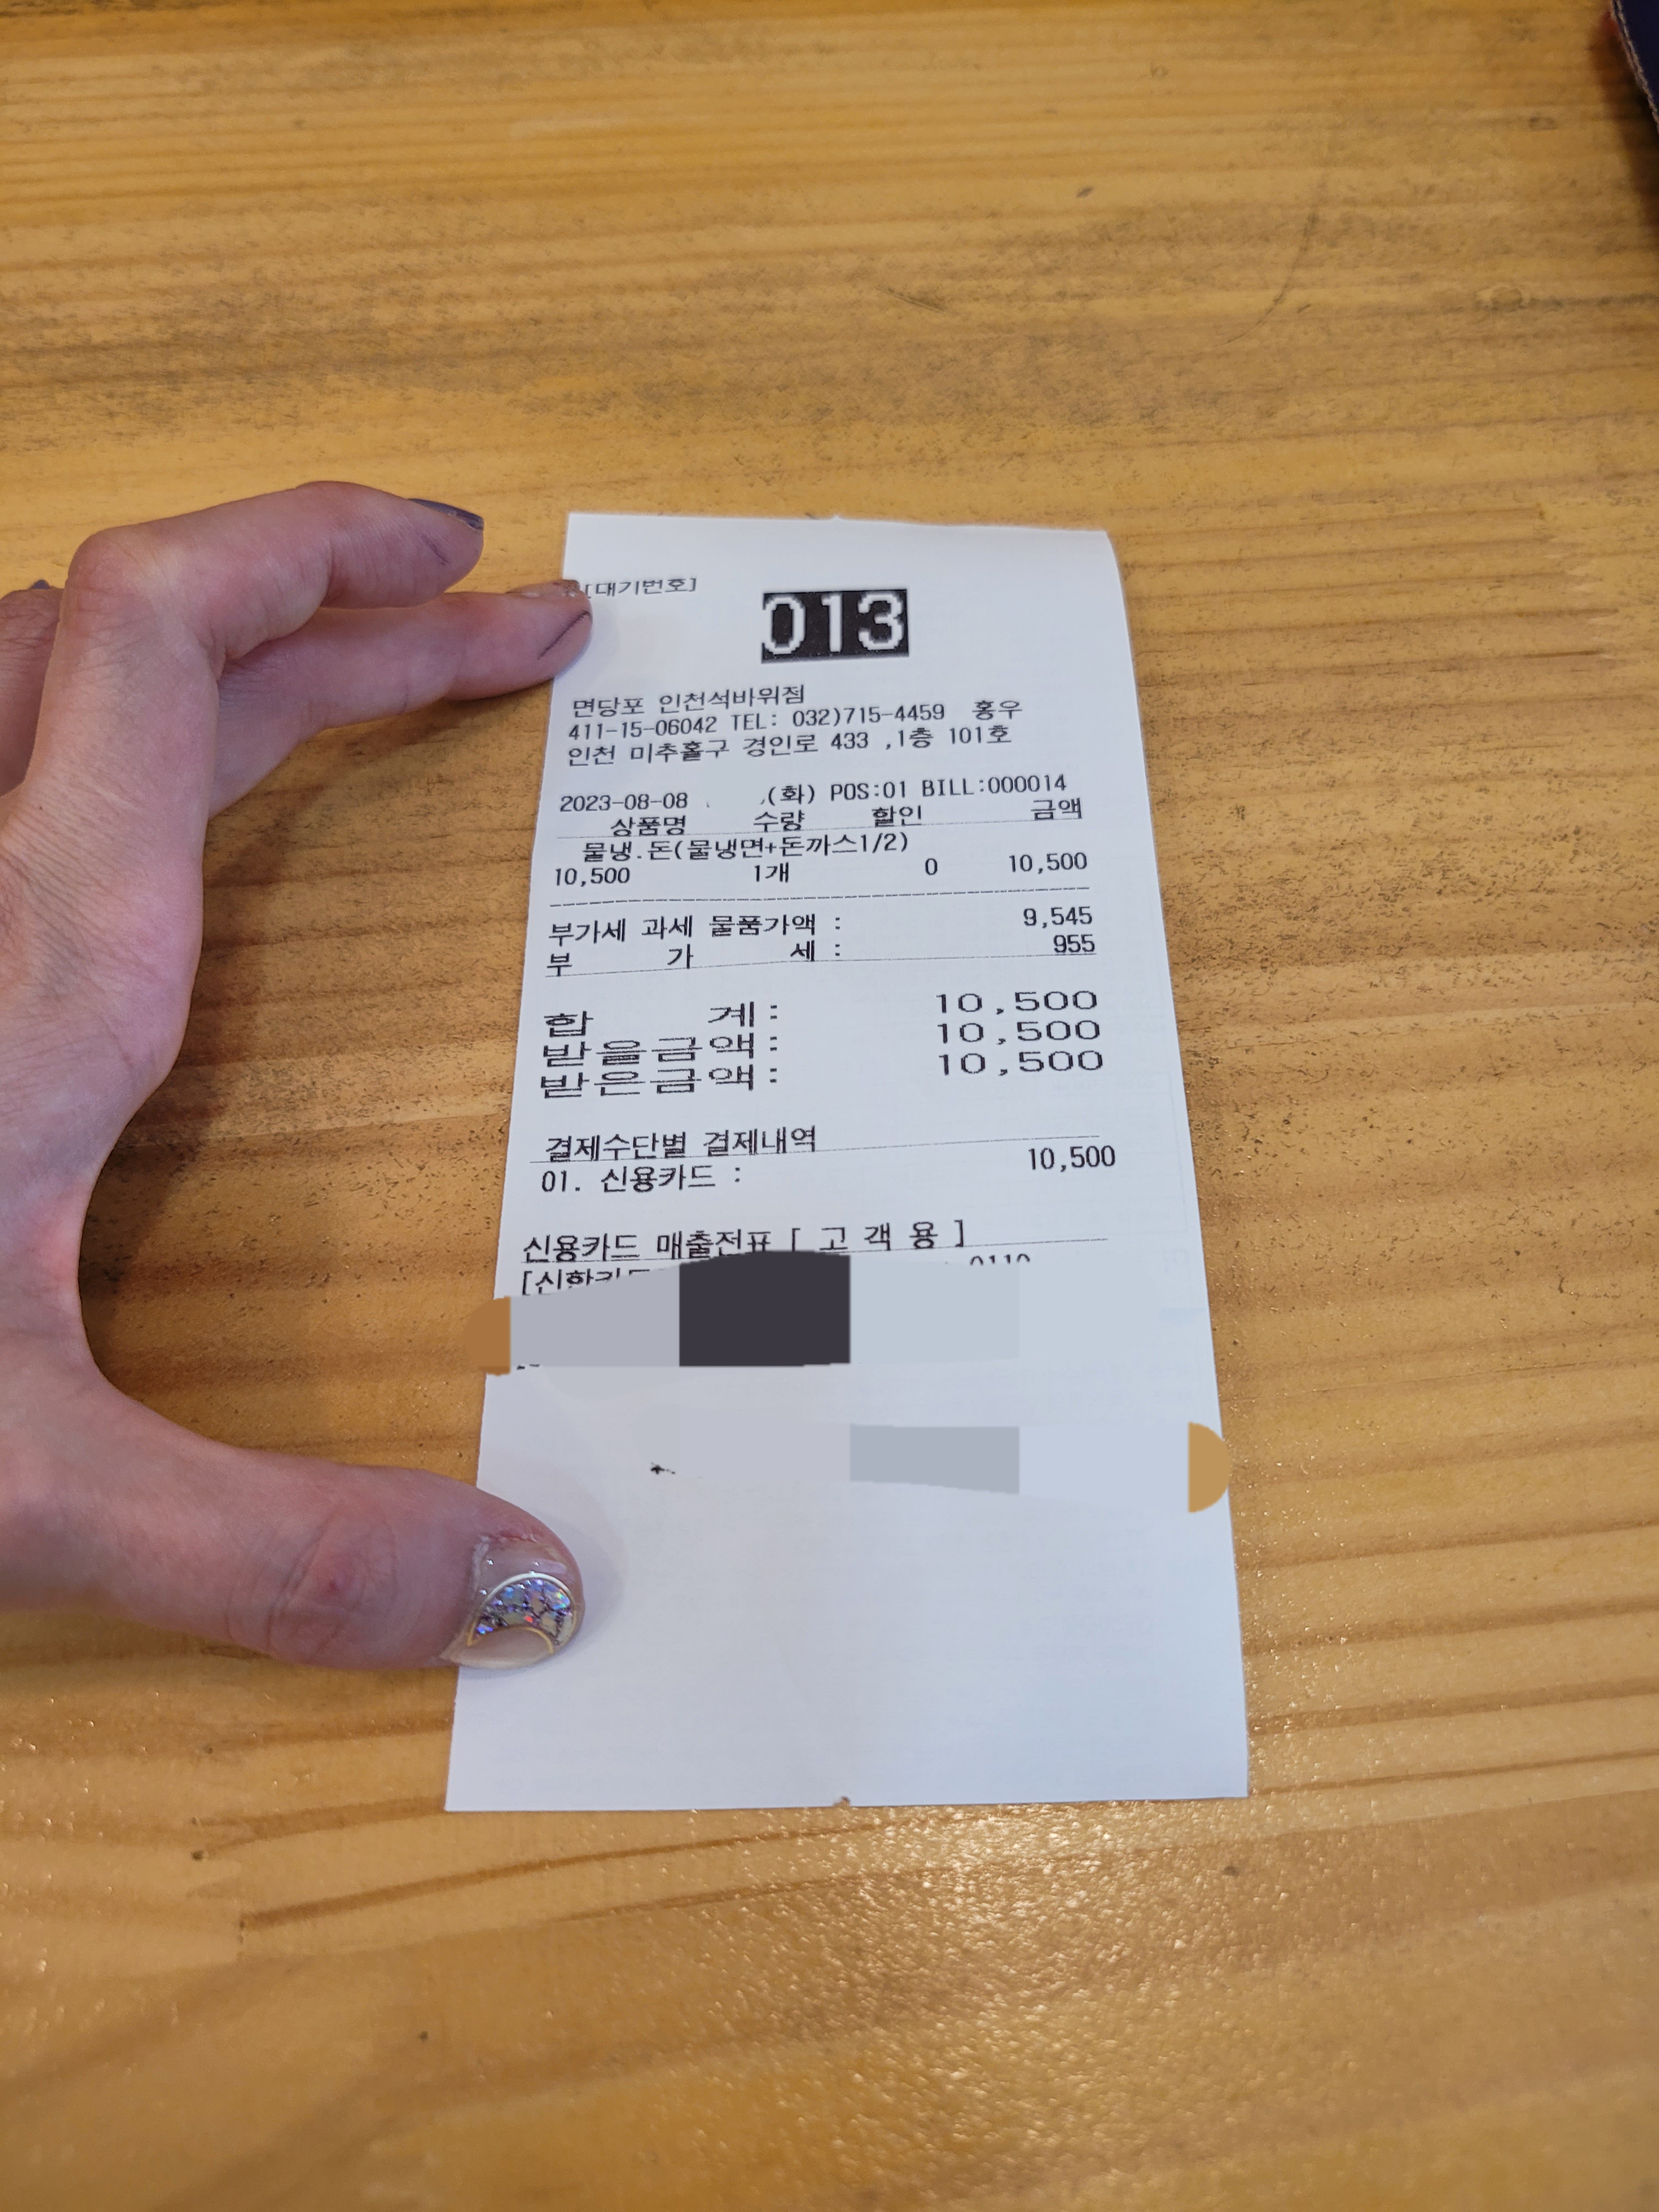 [대기번호]
013
면당포 인천석바위점
411-15-06042 TEL: 032)715-4459 홍우
인천 미추홀구 경인로 433 ,1층 101호
2023-08-08 (화) POS:01 BILL:000014
상품명 수량 할인 금액
물냉.돈(물냉면+돈까스1/2)
10,500 1개 0 10,500
부가세 과세 물품가액 : 9,545
부 가 세 : 955
합 계 : 10,500
받을금액 : 10,500
받은금액 : 10,500
결제수단별 결제내역
01. 신용카드 : 10,500
신용카드 매출전표 [ 고 객 용 ]